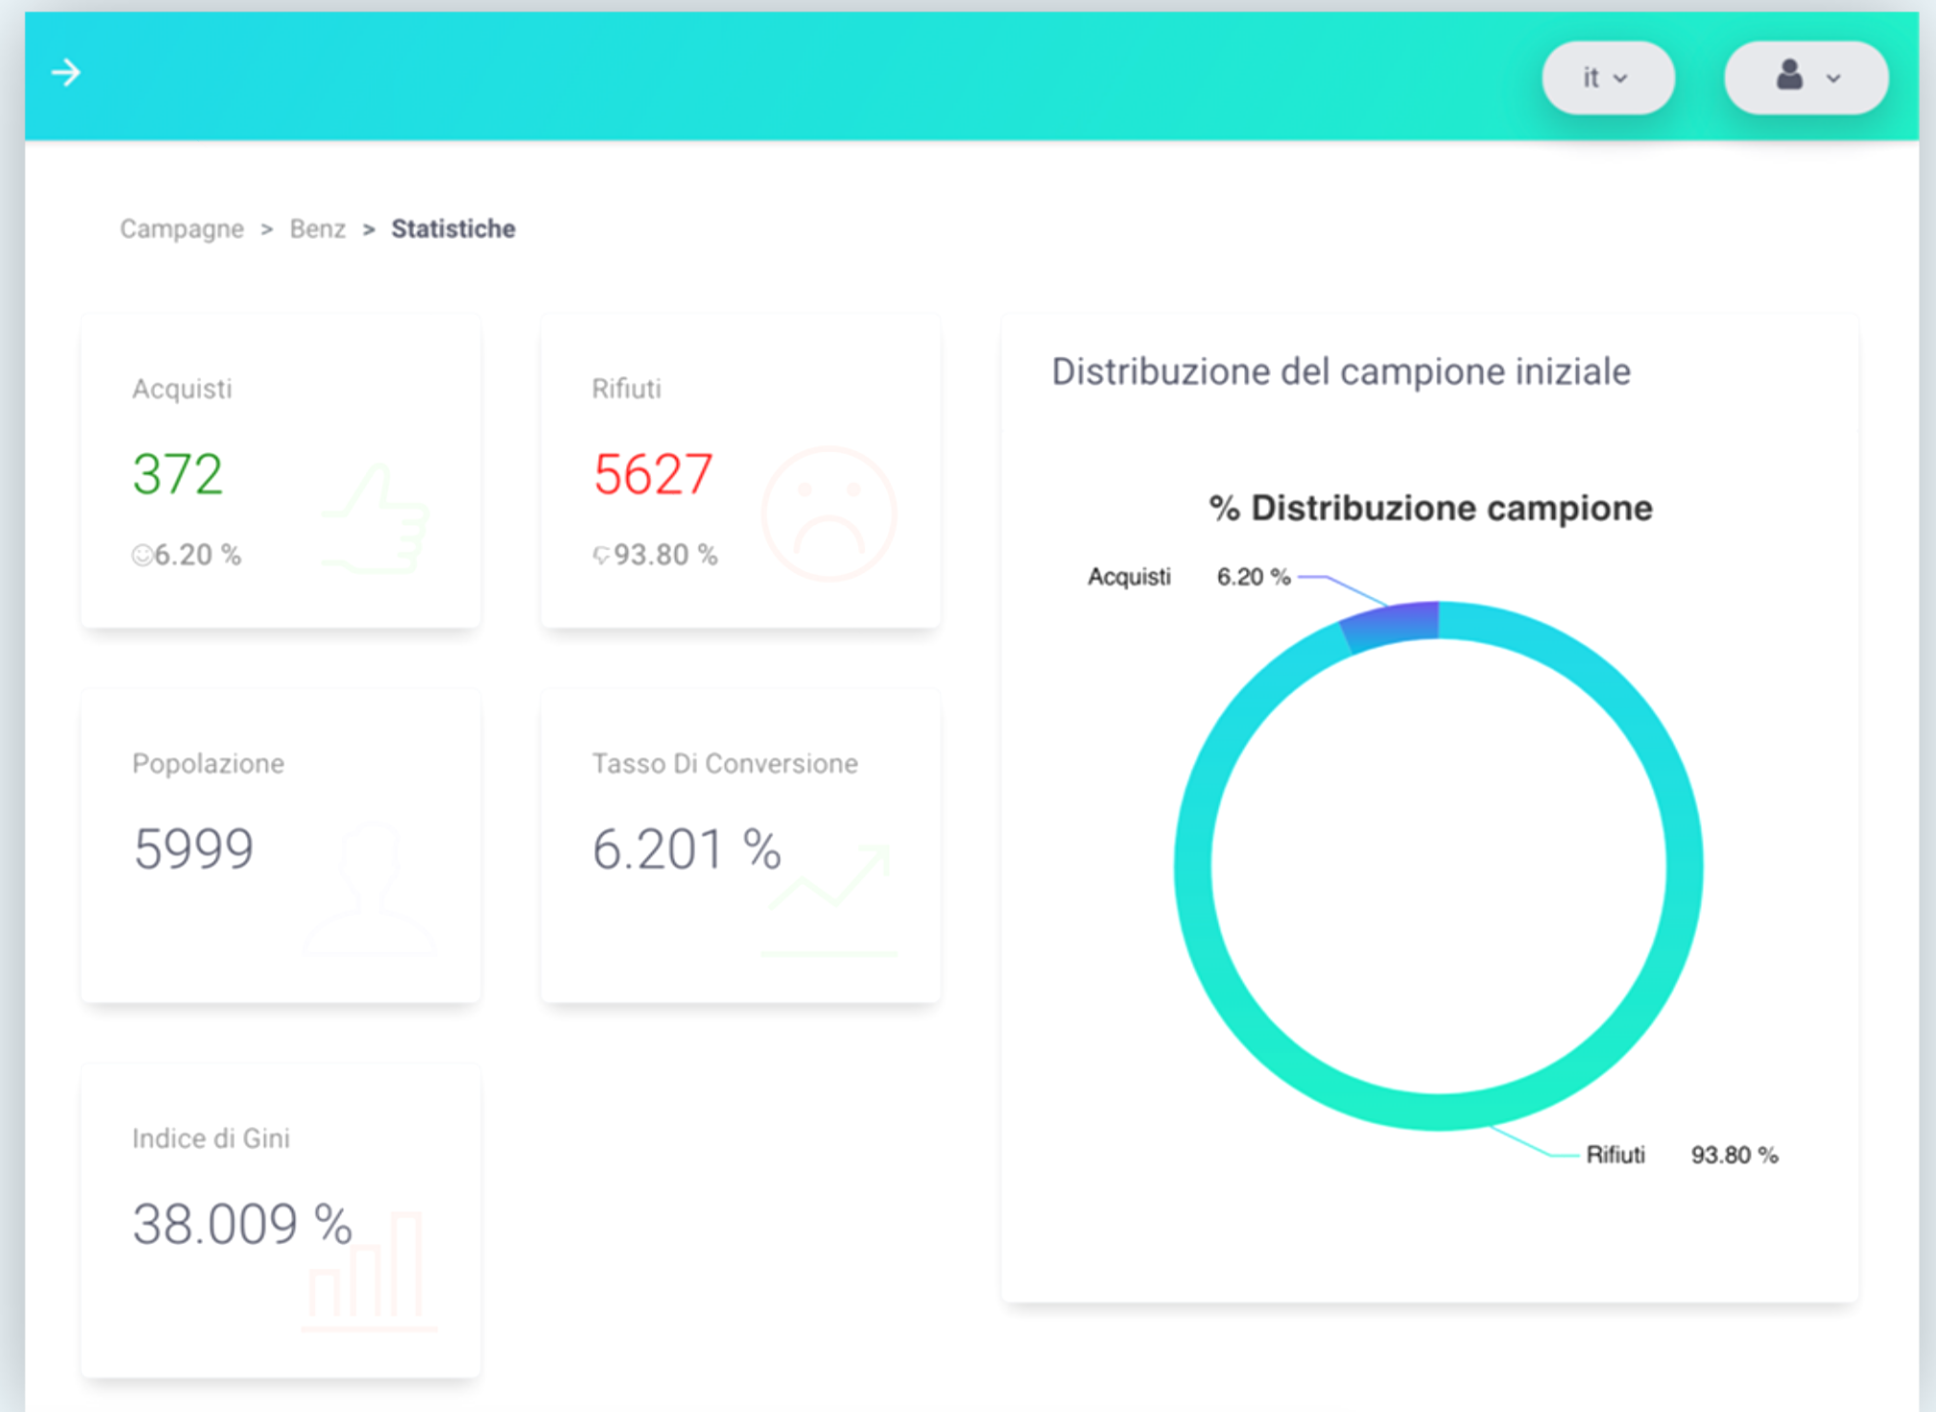 it
Campagne > Benz > Statistiche
Acquisti
372
6.20 %
Rifiuti
5627
93.80 %
Popolazione
5999
Tasso Di Conversione
6.201 %
Indice di Gini
38.009 %
Distribuzione del campione iniziale
% Distribuzione campione
Acquisti 6.20 %
Rifiuti 93.80 %